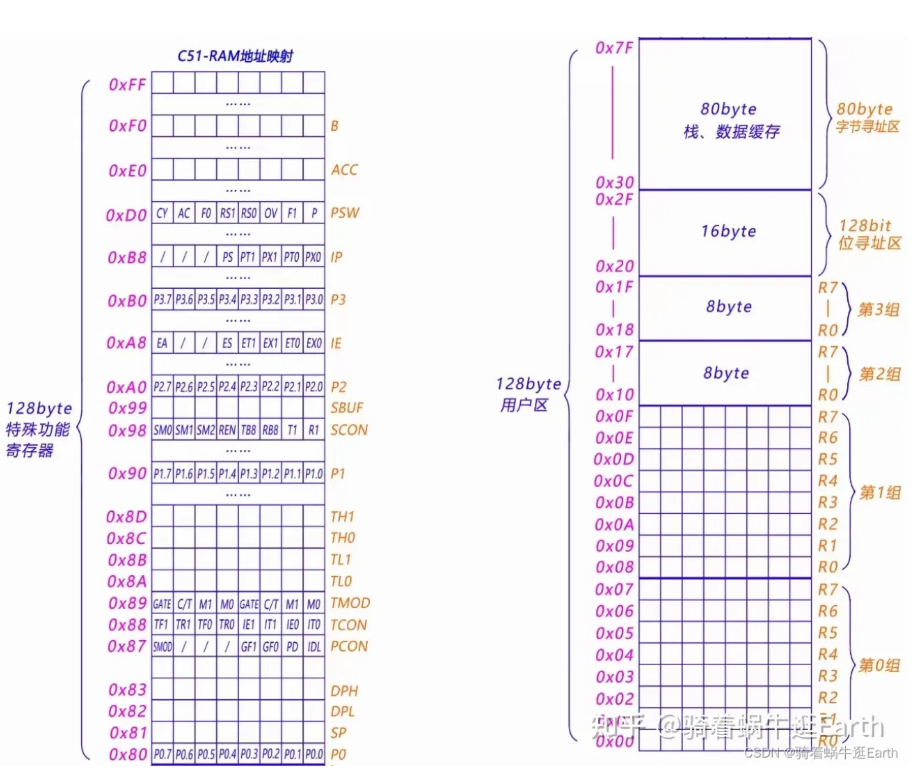 C51-RAM地址映射
0xFF
……
0xF0 B
……
0xE0 ACC
……
0xD0 CY AC F0 RS1 RS0 OV F1 P PSW
……
0xB8 / / / PS PT1 PX1 PT0 PX0 IP
……
0xB0 P3.7 P3.6 P3.5 P3.4 P3.3 P3.2 P3.1 P3.0 P3
……
0xA8 EA / / ES ET1 EX1 ET0 EX0 IE
……
0xA0 P2.7 P2.6 P2.5 P2.4 P2.3 P2.2 P2.1 P2.0 P2
0x99 SBUF
0x98 SM0 SM1 SM2 REN TB8 RB8 T1 R1 SCON
……
0x90 P1.7 P1.6 P1.5 P1.4 P1.3 P1.2 P1.1 P1.0 P1
……
0x8D TH1
0x8C TH0
0x8B TL1
0x8A TL0
0x89 GATE C/T M1 M0 GATE C/T M1 M0 TMOD
0x88 TF1 TR1 TF0 TR0 IE1 IT1 IE0 IT0 TCON
0x87 SMOD / / / GF1 GF0 PD IDL PCON
0x83 DPH
0x82 DPL
0x81 SP
0x80 P0.7 P0.6 P0.5 P0.4 P0.3 P0.2 P0.1 P0.0 P0
128byte
特殊功能
寄存器
0x7F
80byte
栈、数据缓存
80byte
字节寻址区
0x30
0x2F
16byte
128bit
位寻址区
0x20
0x1F R7
8byte
第3组
0x18 R0
0x17 R7
8byte
第2组
0x10 R0
128byte
用户区
0x0F R7
0x0E R6
0x0D R5
0x0C R4
第1组
0x0B R3
0x0A R2
0x09 R1
0x08 R0
0x07 R7
0x06 R6
0x05 R5
0x04 R4
第0组
0x03 R3
0x02 R2
R1
0x00 R0
知乎 @骑着蜗牛逛Earth
CSDN @骑着蜗牛逛Earth